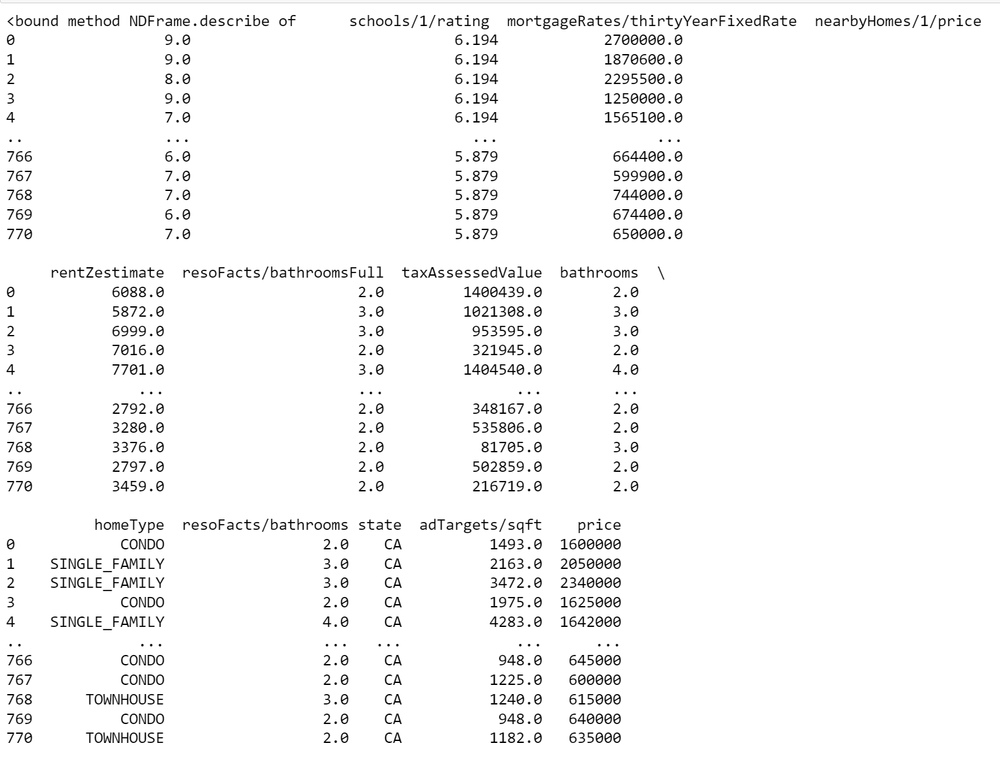 <bound method NDFrame.describe of      schools/1/rating  mortgageRates/thirtyYearFixedRate  nearbyHomes/1/price
0                 9.0                              6.194            2700000.0
1                 9.0                              6.194            1870600.0
2                 8.0                              6.194            2295500.0
3                 9.0                              6.194            1250000.0
4                 7.0                              6.194            1565100.0
..                ...                                ...                  ...
766               6.0                              5.879             664400.0
767               7.0                              5.879             599900.0
768               7.0                              5.879             744000.0
769               6.0                              5.879             674400.0
770               7.0                              5.879             650000.0
     rentZestimate  resoFacts/bathroomsFull  taxAssessedValue  bathrooms  \
0           6088.0                      2.0         1400439.0        2.0
1           5872.0                      3.0         1021308.0        3.0
2           6999.0                      3.0          953595.0        3.0
3           7016.0                      2.0          321945.0        2.0
4           7701.0                      3.0         1404540.0        4.0
..             ...                      ...               ...        ...
766         2792.0                      2.0          348167.0        2.0
767         3280.0                      2.0          535806.0        2.0
768         3376.0                      2.0           81705.0        3.0
769         2797.0                      2.0          502859.0        2.0
770         3459.0                      2.0          216719.0        2.0
          homeType  resoFacts/bathrooms state  adTargets/sqft    price
0            CONDO                  2.0    CA          1493.0  1600000
1    SINGLE_FAMILY                  3.0    CA          2163.0  2050000
2    SINGLE_FAMILY                  3.0    CA          3472.0  2340000
3            CONDO                  2.0    CA          1975.0  1625000
4    SINGLE_FAMILY                  4.0    CA          4283.0  1642000
..             ...                  ...   ...             ...      ...
766          CONDO                  2.0    CA           948.0   645000
767          CONDO                  2.0    CA          1225.0   600000
768      TOWNHOUSE                  3.0    CA          1240.0   615000
769          CONDO                  2.0    CA           948.0   640000
770      TOWNHOUSE                  2.0    CA          1182.0   635000